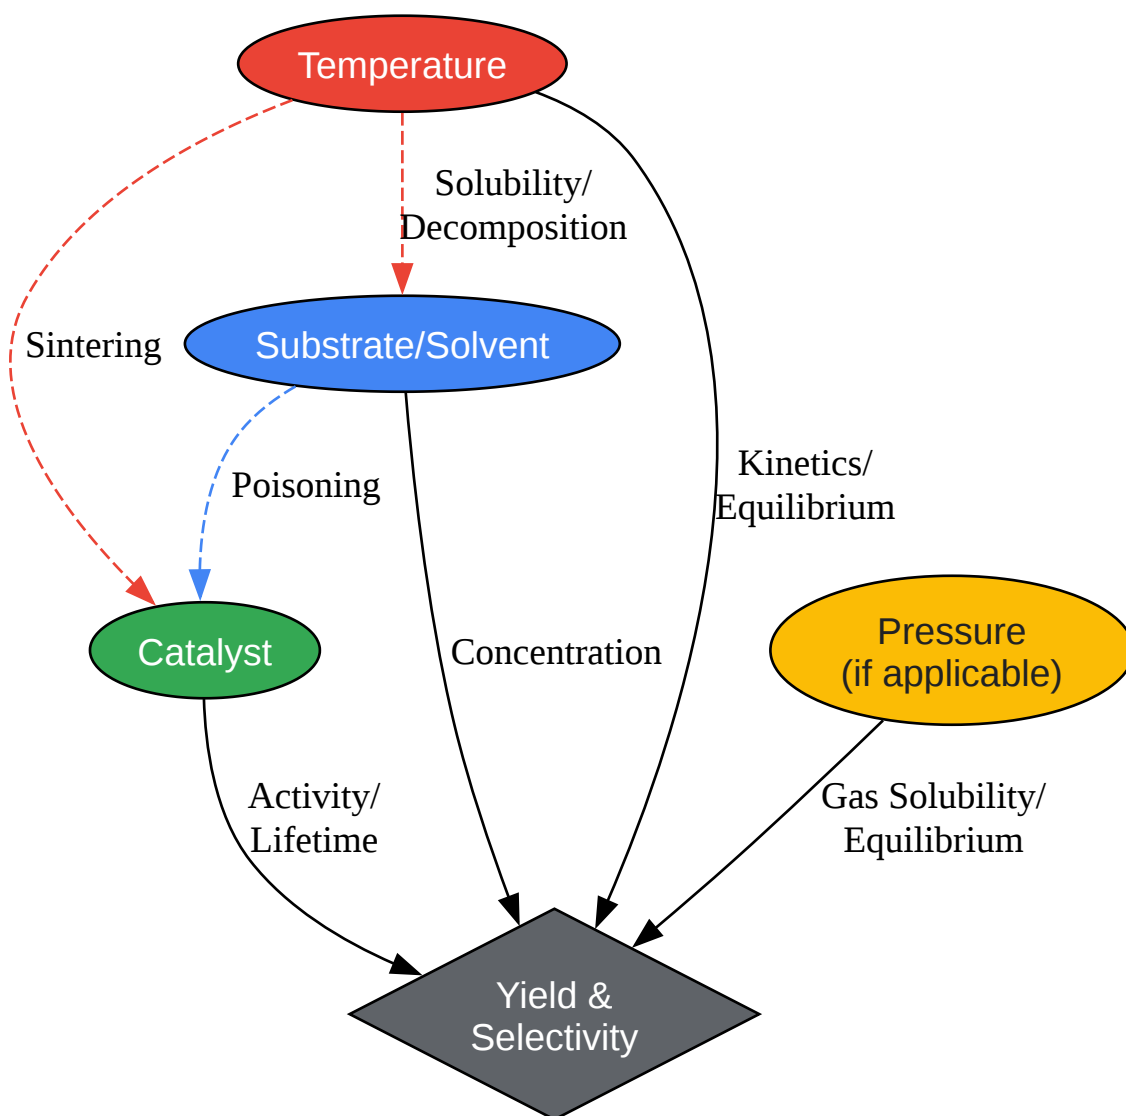 Temperature
Solubility/
Decomposition
Sintering
Substrate/Solvent
Poisoning
Kinetics/
Equilibrium
Catalyst
Concentration
Pressure
(if applicable)
Activity/
Lifetime
Gas Solubility/
Equilibrium
Yield &
Selectivity